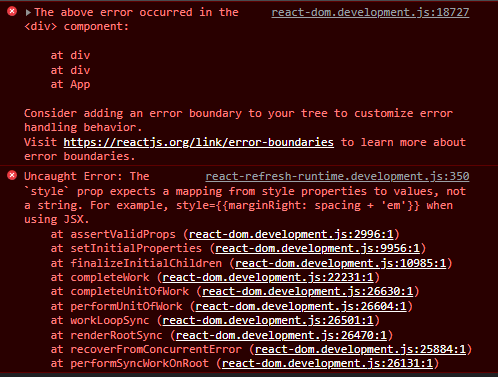 The above error occurred in the react-dom.development.js:18727
<div> component:
at div
at div
at App
Consider adding an error boundary to your tree to customize error
handling behavior.
Visit https://reactjs.org/link/error-boundaries to learn more about
error boundaries.
Uncaught Error: The react-refresh-runtime.development.js:350
`style` prop expects a mapping from style properties to values, not
a string. For example, style={{marginRight: spacing + 'em'}} when
using JSX.
at assertValidProps (react-dom.development.js:2996:1)
at setInitialProperties (react-dom.development.js:9956:1)
at finalizeInitialChildren (react-dom.development.js:10985:1)
at completeWork (react-dom.development.js:22231:1)
at completeUnitOfWork (react-dom.development.js:26630:1)
at performUnitOfWork (react-dom.development.js:26604:1)
at workLoopSync (react-dom.development.js:26501:1)
at renderRootSync (react-dom.development.js:26470:1)
at recoverFromConcurrentError (react-dom.development.js:25884:1)
at performSyncWorkOnRoot (react-dom.development.js:26131:1)